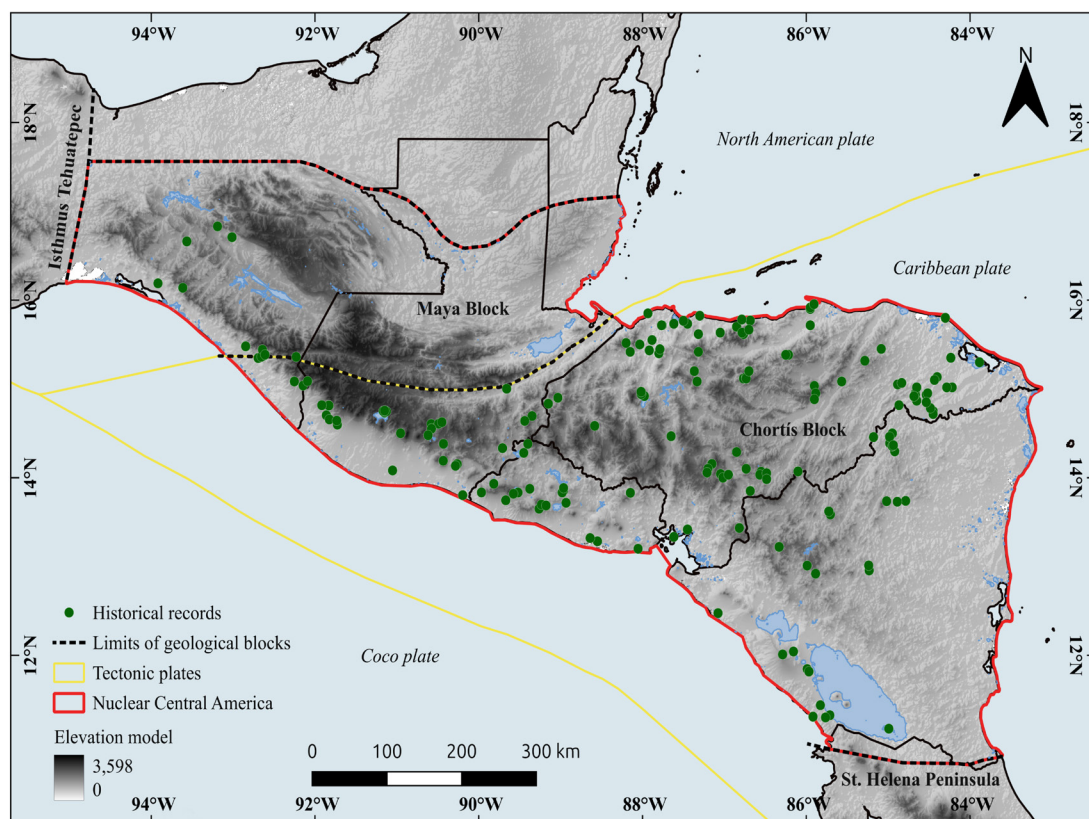 94°W 92°W 90°W 88°W 86°W 84°W
N
18°N
18°N
North American plate
Isthmus Tehuatepec
Caribbean plate
16°N
16°N
Maya Block
Chortís Block
14°N
14°N
Historical records
Limits of geological blocks
Tectonic plates
Nuclear Central America
Elevation model
3,598
0
Coco plate
12°N
12°N
0 100 200 300 km
St. Helena Peninsula
94°W 92°W 90°W 88°W 86°W 84°W